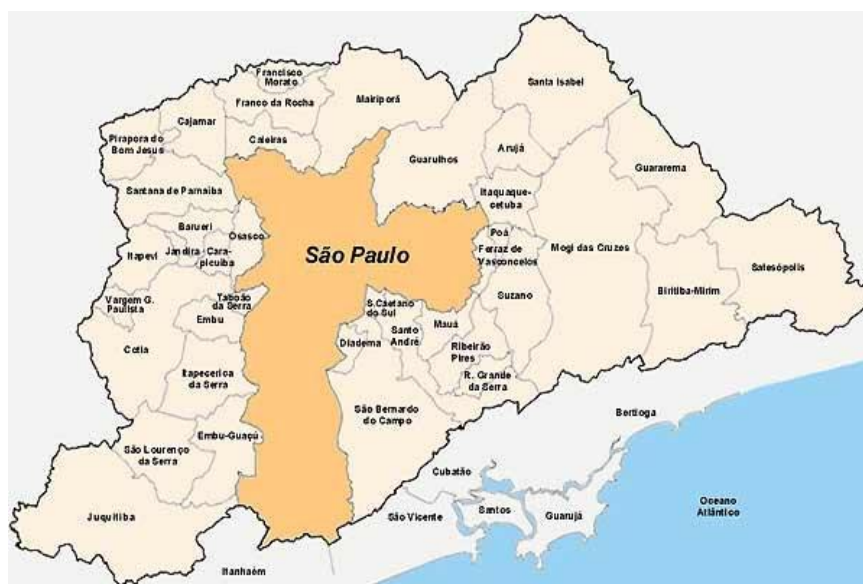 Francisco
Morato
Franco da Rocha
Mairiporã
Santa Isabel
Cajamar
Caieiras
Pirapora do
Bom Jesus
Guarulhos
Arujá
Guararema
Santana de Parnaíba
Itaquaque-
cetuba
Barueri
Osasco
Poá
Itapevi
Jandira
Cara-
picuíba
São Paulo
Ferraz de
Vasconcelos
Mogi das Cruzes
Salesópolis
Vargem G.
Paulista
Taboão
da Serra
Embu
S.Caetano
do Sul
Suzano
Biritiba-Mirim
Cotia
Diadema
Santo
André
Mauá
Ribeirão
Pires
Itapecerica
da Serra
R. Grande
da Serra
São Bernardo
do Campo
Bertioga
São Lourenço
da Serra
Embu-Guaçú
Cubatão
Juquitiba
São Vicente
Santos
Guarujá
Oceano
Atlântico
Itanhaém